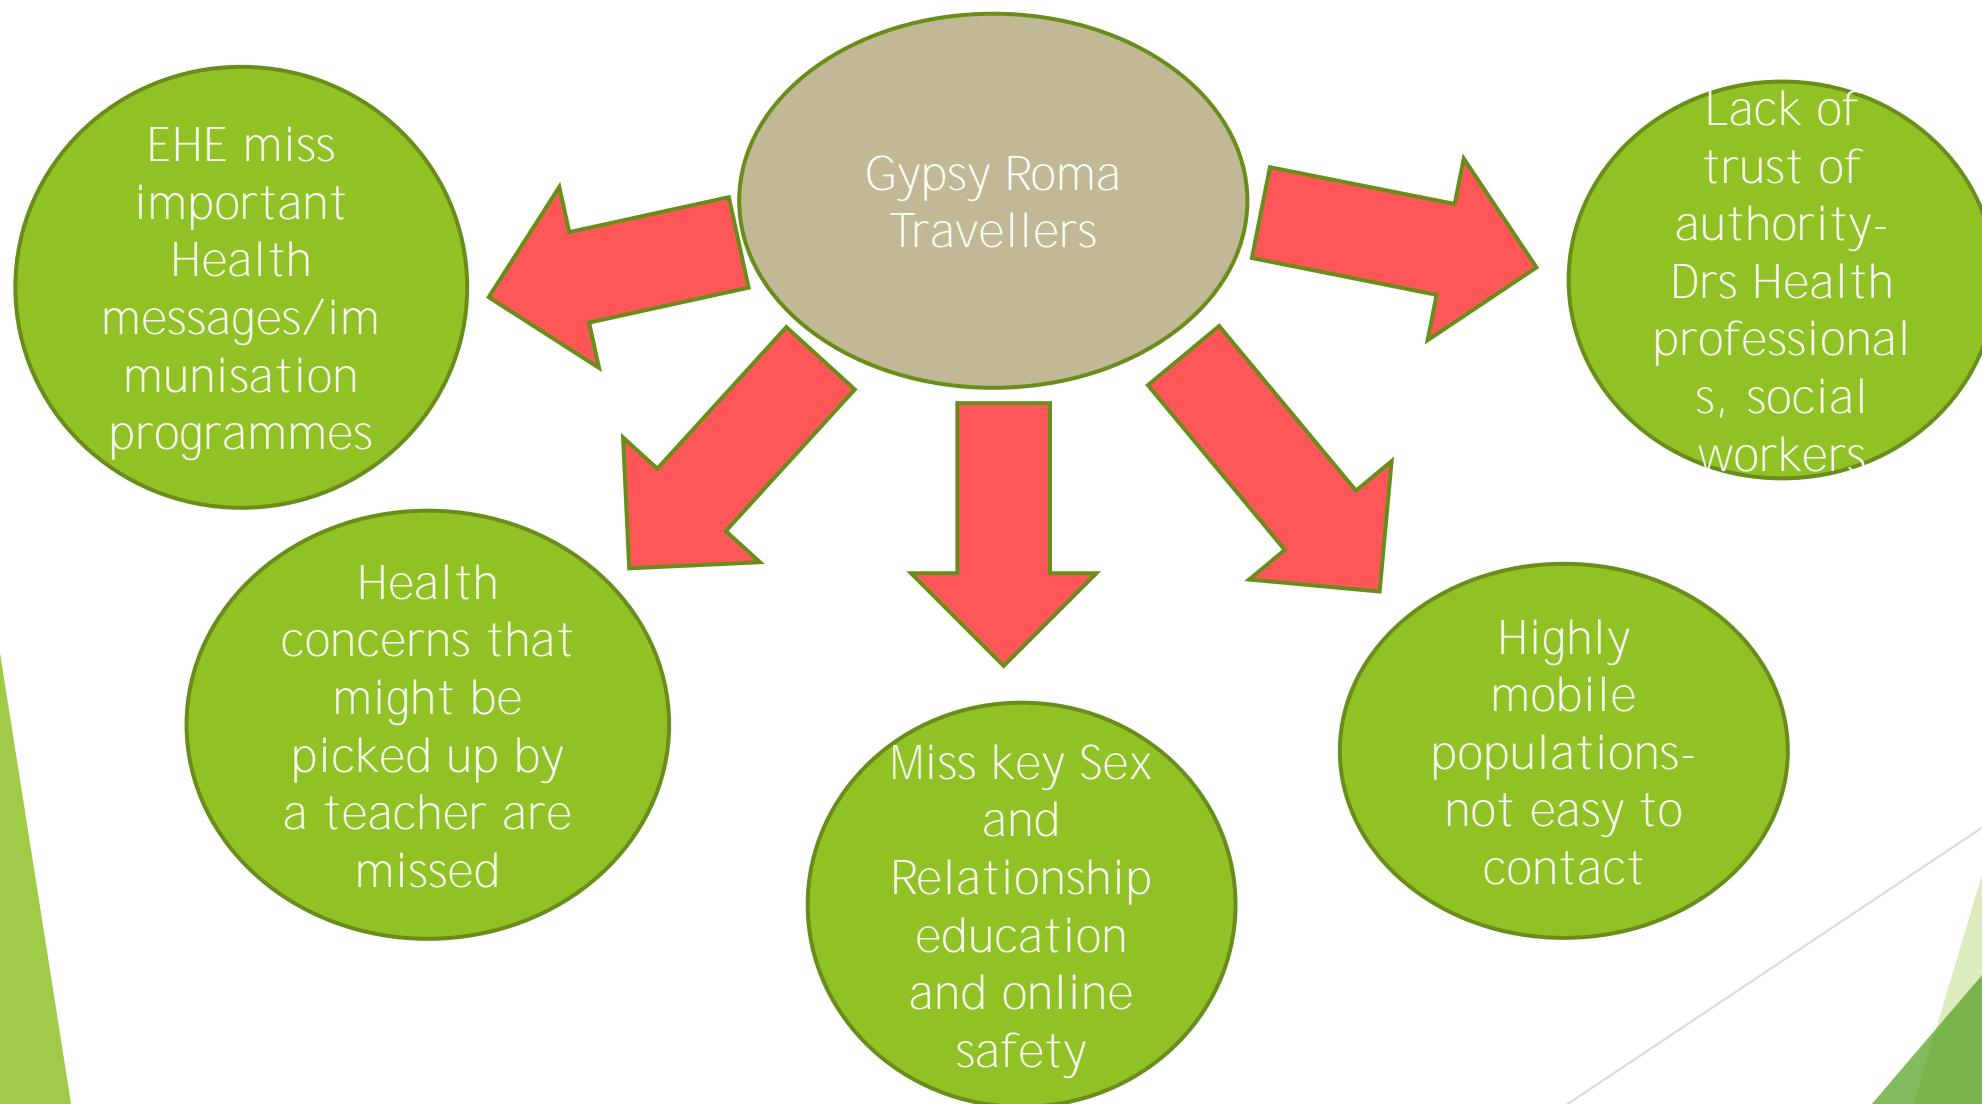 Gypsy Roma
Travellers
EHE miss
important
Health
messages/im
munisation
programmes
Health
concerns that
might be
picked up by
a teacher are
missed
Miss key Sex
and
Relationship
education
and online
safety
Highly
mobile
populations-
not easy to
contact
Lack of
trust of
authority-
Drs Health
professional
s, social
workers